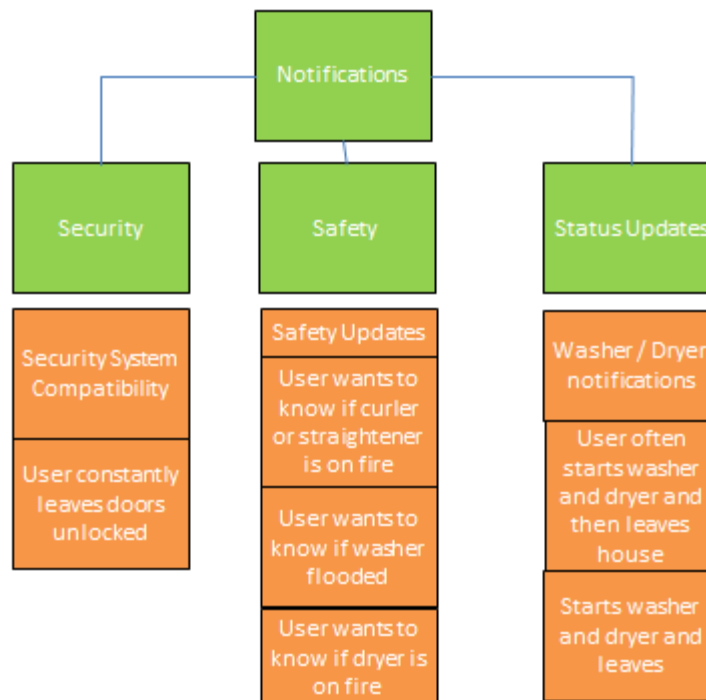 Notifications
Security
Safety
Status Updates
Security System
Compatibility
User constantly
leaves doors
unlocked
Safety Updates
User wants to
know if curler
or straightener
is on fire
User wants to
know if washer
flooded
User wants to
know if dryer is
on fire
Washer / Dryer
notifications
User often
starts washer
and dryer and
then leaves
house
Starts washer
and dryer and
leaves